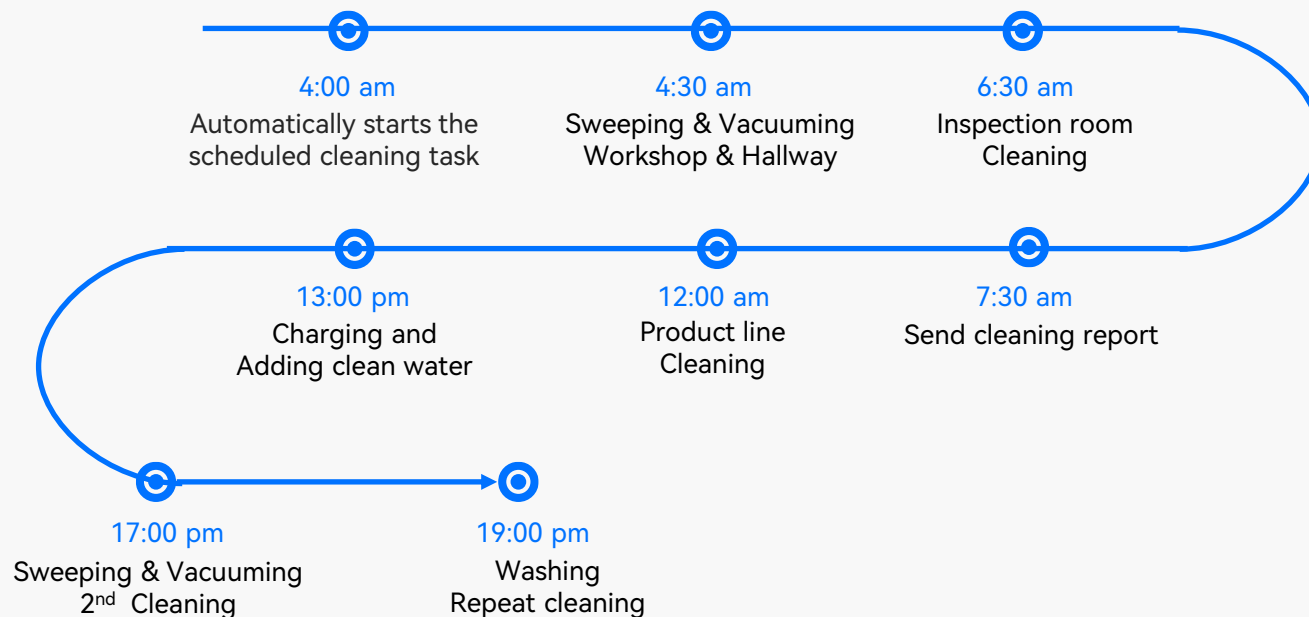 4:00 am
Automatically starts the
scheduled cleaning task
4:30 am
Sweeping & Vacuuming
Workshop & Hallway
6:30 am
Inspection room
Cleaning
7:30 am
Send cleaning report
12:00 am
Product line
Cleaning
13:00 pm
Charging and
Adding clean water
17:00 pm
Sweeping & Vacuuming
2nd Cleaning
19:00 pm
Washing
Repeat cleaning